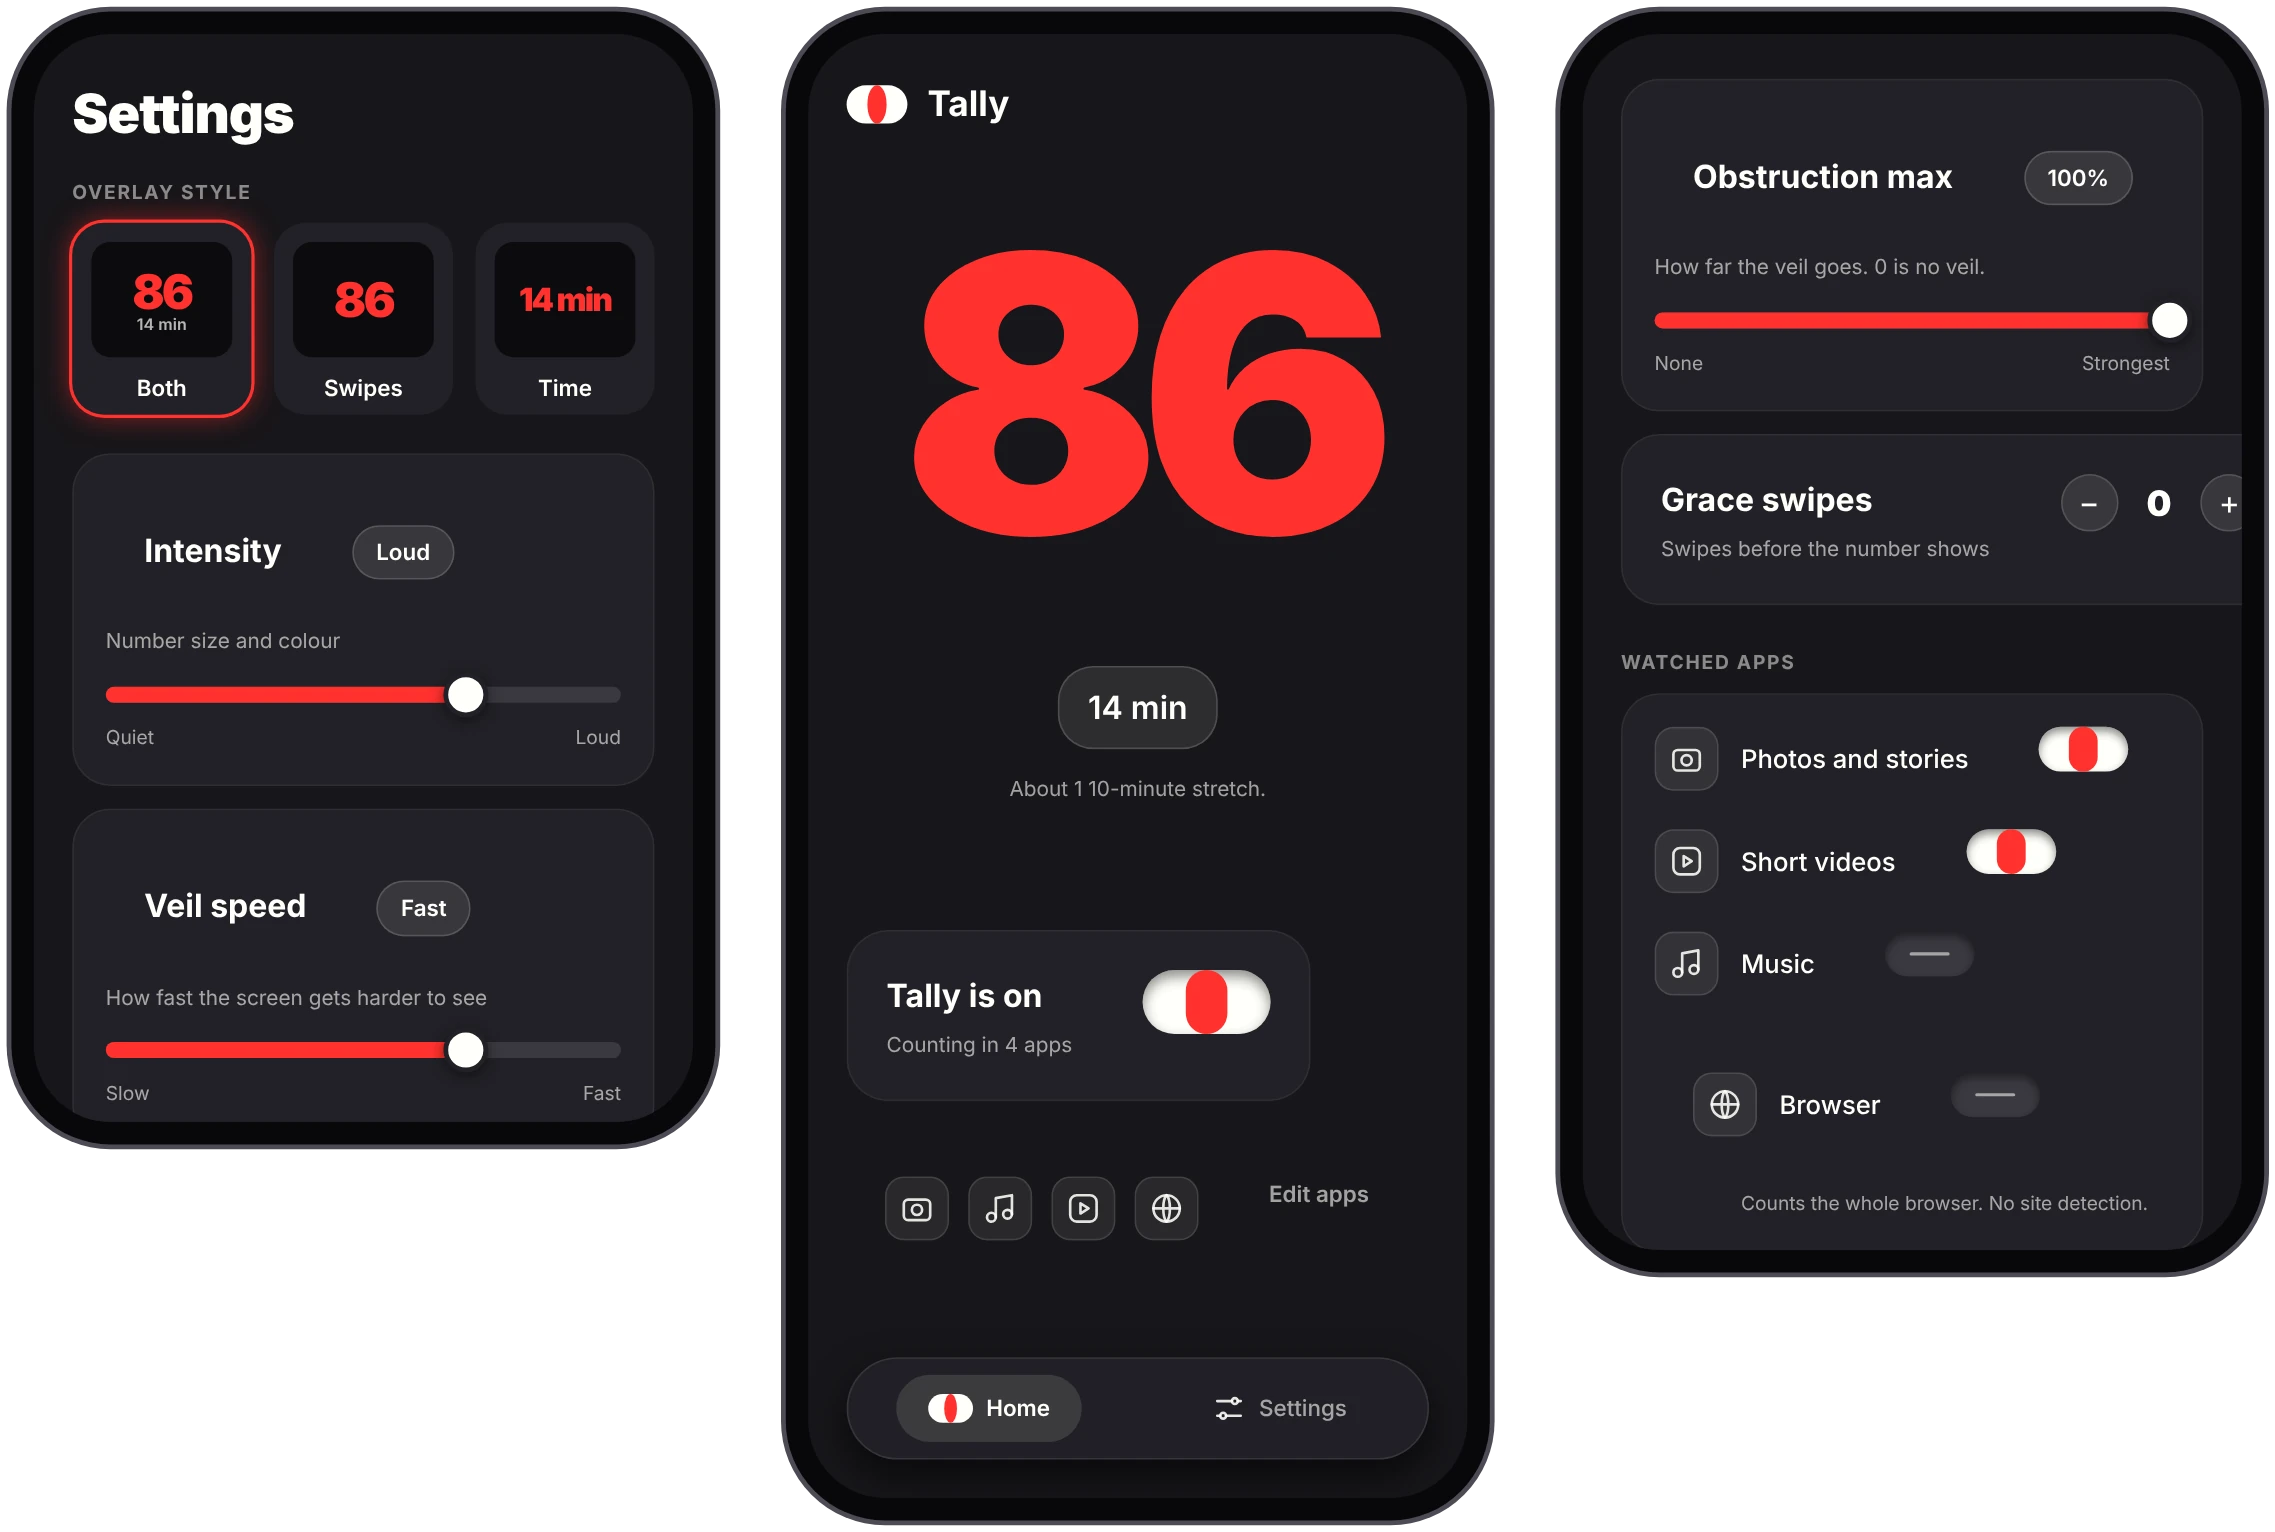 Settings
OVERLAY STYLE
86
14 min
Both
86
Swipes
14 min
Time
Intensity
Loud
Number size and colour
Quiet
Loud
Veil speed
Fast
How fast the screen gets harder to see
Slow
Fast
Tally
86
14 min
About 1 10-minute stretch.
Tally is on
Counting in 4 apps
Edit apps
Home
Settings
Obstruction max
100%
How far the veil goes. 0 is no veil.
None
Strongest
Grace swipes
− 0 +
Swipes before the number shows
WATCHED APPS
Photos and stories
Short videos
Music
Browser
Counts the whole browser. No site detection.